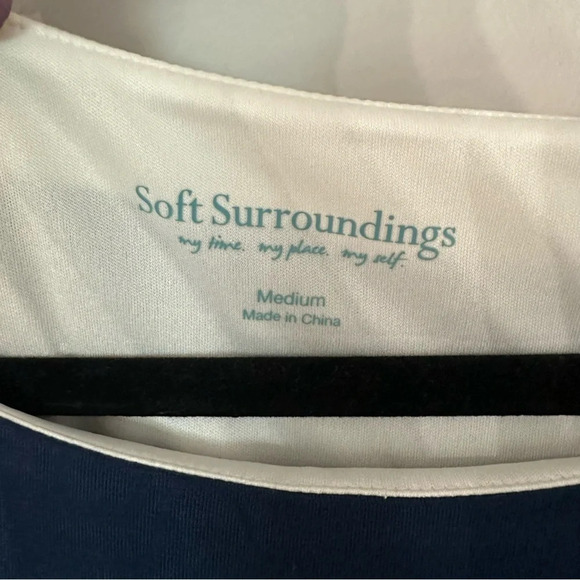 Soft Surroundings
my time. my place. my self.
Medium
Made in China